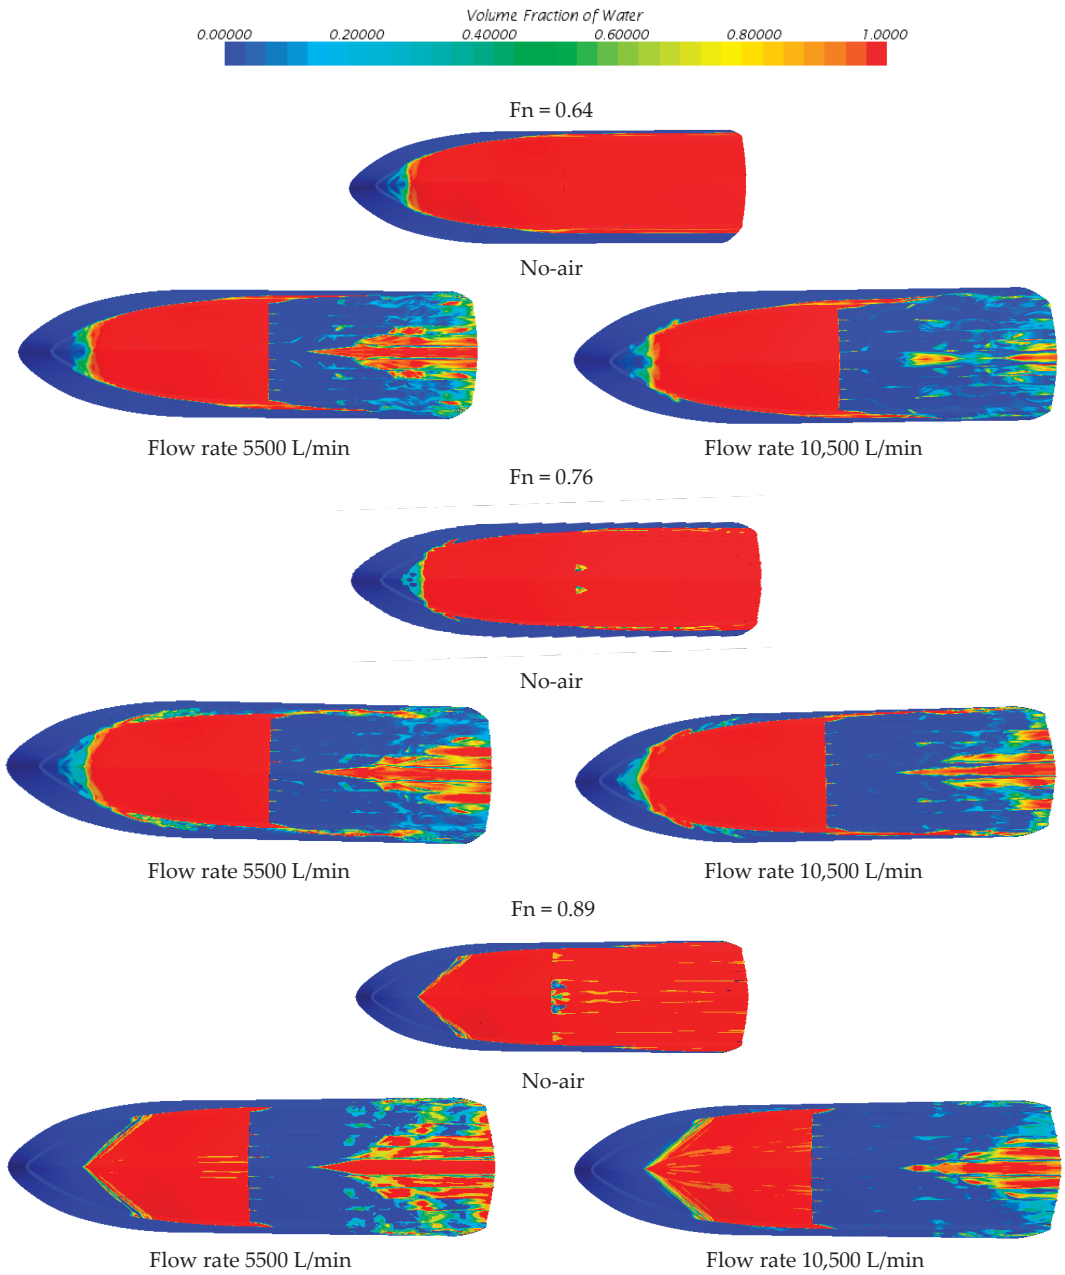 Volume Fraction of Water
0.00000 0.20000 0.40000 0.60000 0.80000 1.0000
Fn = 0.64
No-air
Flow rate 5500 L/min Flow rate 10,500 L/min
Fn = 0.76
No-air
Flow rate 5500 L/min Flow rate 10,500 L/min
Fn = 0.89
No-air
Flow rate 5500 L/min Flow rate 10,500 L/min